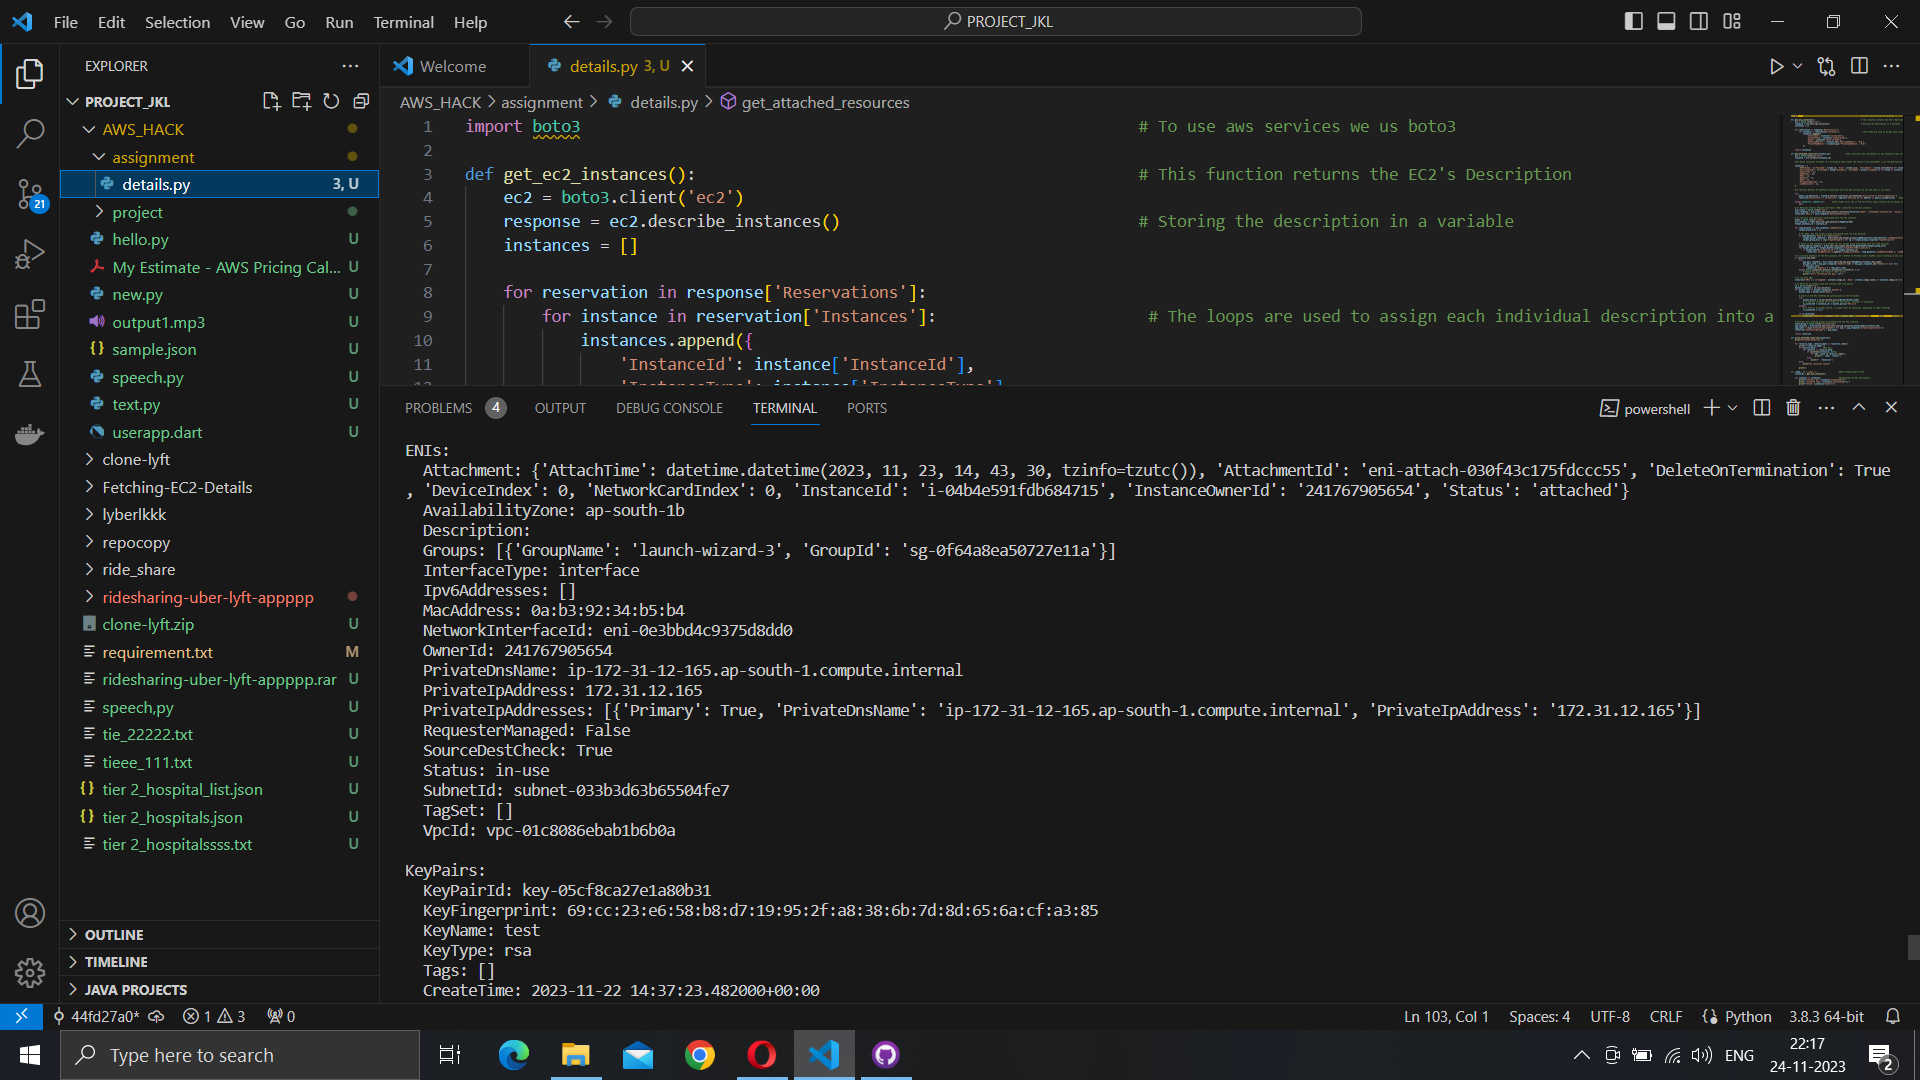 File Edit Selection View Go Run Terminal Help
PROJECT_JKL
EXPLORER
PROJECT_JKL
AWS_HACK
assignment
details.py 3, U
project
hello.py U
My Estimate - AWS Pricing Cal... U
new.py U
output1.mp3 U
sample.json U
speech.py U
text.py U
userapp.dart U
clone-lyft
Fetching-EC2-Details
lyberlkkk
repocopy
ride_share
ridesharing-uber-lyft-appppp
clone-lyft.zip U
requirement.txt M
ridesharing-uber-lyft-appppp.rar U
speech,py U
tie_22222.txt U
tieee_111.txt U
tier 2_hospital_list.json U
tier 2_hospitals.json U
tier 2_hospitalssss.txt U
OUTLINE
TIMELINE
JAVA PROJECTS
21
Welcome
details.py 3, U
AWS_HACK > assignment > details.py > get_attached_resources
1 import boto3 # To use aws services we us boto3
2
3 def get_ec2_instances(): # This function returns the EC2's Description
4 ec2 = boto3.client('ec2')
5 response = ec2.describe_instances() # Storing the description in a variable
6 instances = []
7
8 for reservation in response['Reservations']:
9 for instance in reservation['Instances']: # The loops are used to assign each individual description into a
10 instances.append({
11 'InstanceId': instance['InstanceId'],
PROBLEMS 4 OUTPUT DEBUG CONSOLE TERMINAL PORTS
powershell
ENIs:
Attachment: {'AttachTime': datetime.datetime(2023, 11, 23, 14, 43, 30, tzinfo=tzutc()), 'AttachmentId': 'eni-attach-030f43c175fdccc55', 'DeleteOnTermination': True
, 'DeviceIndex': 0, 'NetworkCardIndex': 0, 'InstanceId': 'i-04b4e591fdb684715', 'InstanceOwnerId': '241767905654', 'Status': 'attached'}
AvailabilityZone: ap-south-1b
Description:
Groups: [{'GroupName': 'launch-wizard-3', 'GroupId': 'sg-0f64a8ea50727e11a'}]
InterfaceType: interface
Ipv6Addresses: []
MacAddress: 0a:b3:92:34:b5:b4
NetworkInterfaceId: eni-0e3bbd4c9375d8dd0
OwnerId: 241767905654
PrivateDnsName: ip-172-31-12-165.ap-south-1.compute.internal
PrivateIpAddress: 172.31.12.165
PrivateIpAddresses: [{'Primary': True, 'PrivateDnsName': 'ip-172-31-12-165.ap-south-1.compute.internal', 'PrivateIpAddress': '172.31.12.165'}]
RequesterManaged: False
SourceDestCheck: True
Status: in-use
SubnetId: subnet-033b3d63b65504fe7
TagSet: []
VpcId: vpc-01c8086ebab1b6b0a
KeyPairs:
KeyPairId: key-05cf8ca27e1a80b31
KeyFingerprint: 69:cc:23:e6:58:b8:d7:19:95:2f:a8:38:6b:7d:8d:65:6a:cf:a3:85
KeyName: test
KeyType: rsa
Tags: []
CreateTime: 2023-11-22 14:37:23.482000+00:00
44fd27a0* 1 3 0
Ln 103, Col 1 Spaces: 4 UTF-8 CRLF Python 3.8.3 64-bit
Type here to search
ENG
22:17
24-11-2023
2